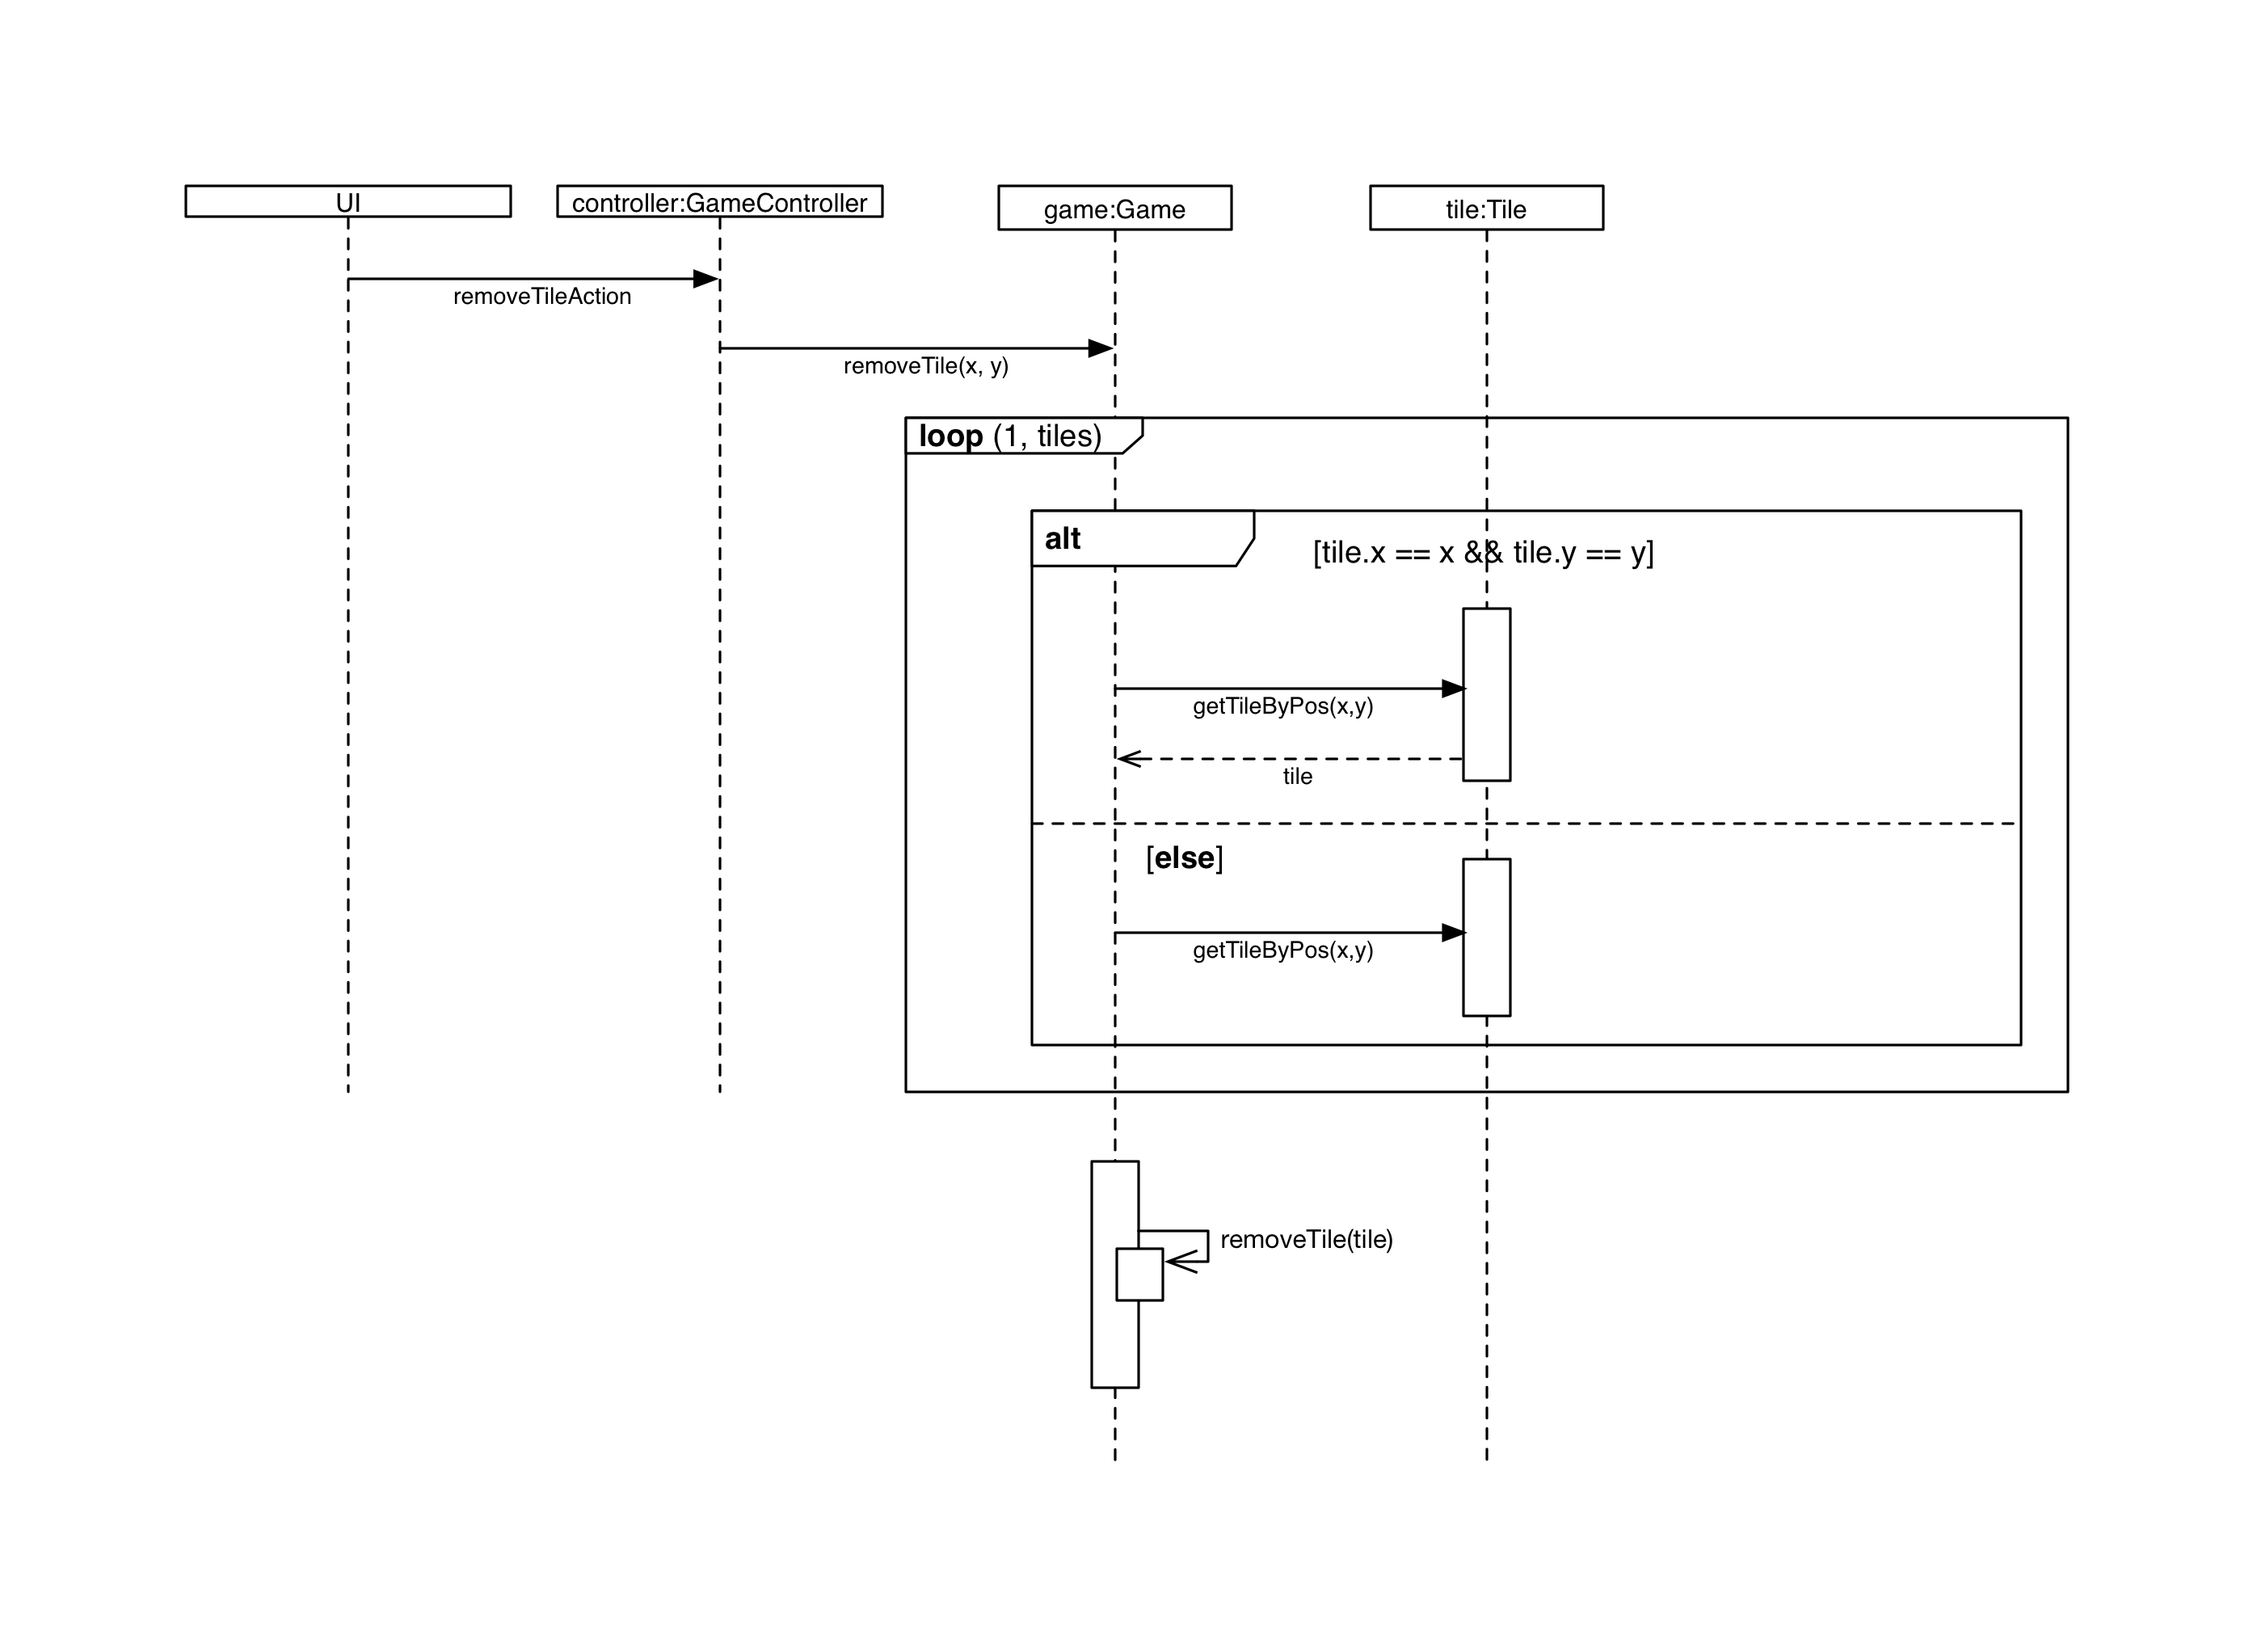 UI
controller:GameController
game:Game
tile:Tile
removeTileAction
removeTile(x, y)
loop (1, tiles)
alt
[tile.x == x && tile.y == y]
getTileByPos(x,y)
tile
[else]
getTileByPos(x,y)
removeTile(tile)